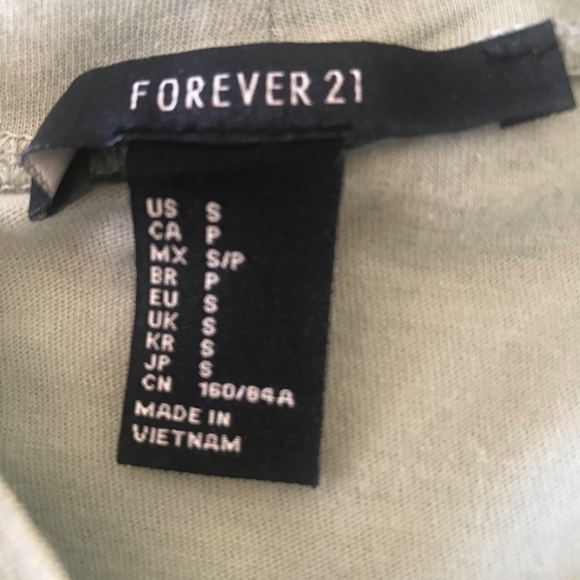 FOREVER 21
US S
CA P
MX S/P
BR P
EU S
UK S
KR S
JP S
CN 160/84A
MADE IN
VIETNAM